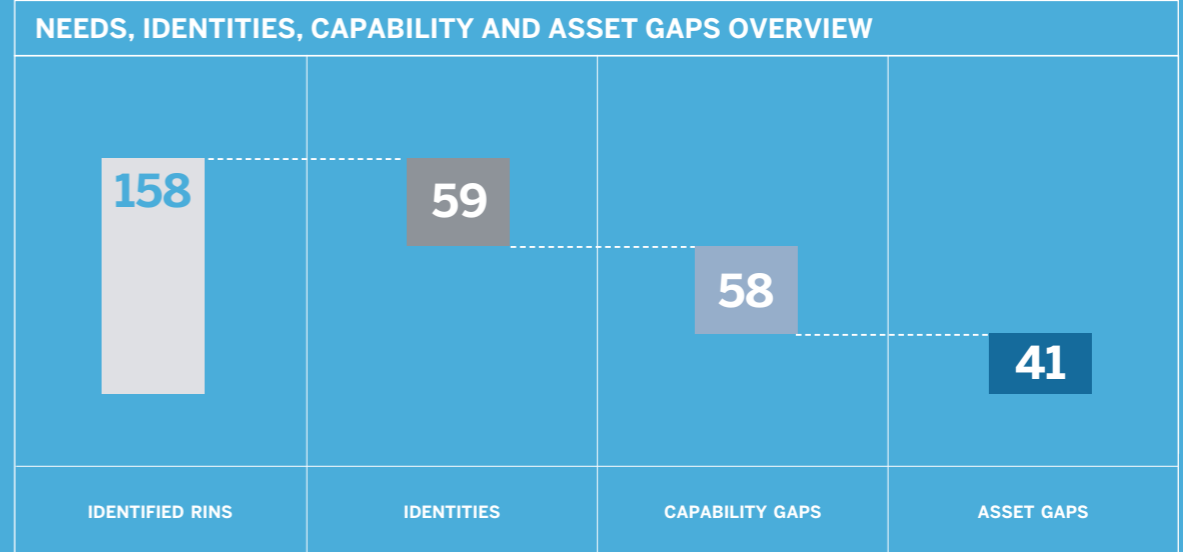 NEEDS, IDENTITIES, CAPABILITY AND ASSET GAPS OVERVIEW
158
59
58
41
IDENTIFIED RINS
IDENTITIES
CAPABILITY GAPS
ASSET GAPS